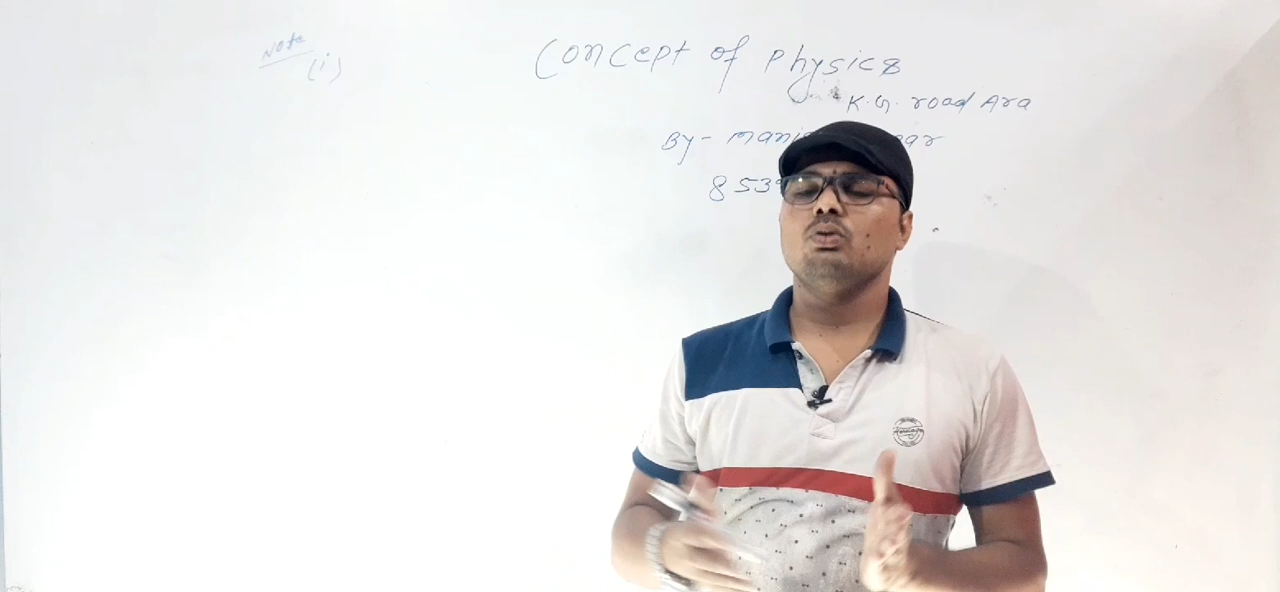 Note
(i)
Concept of Physics
K.G. road Ara
By - 
853